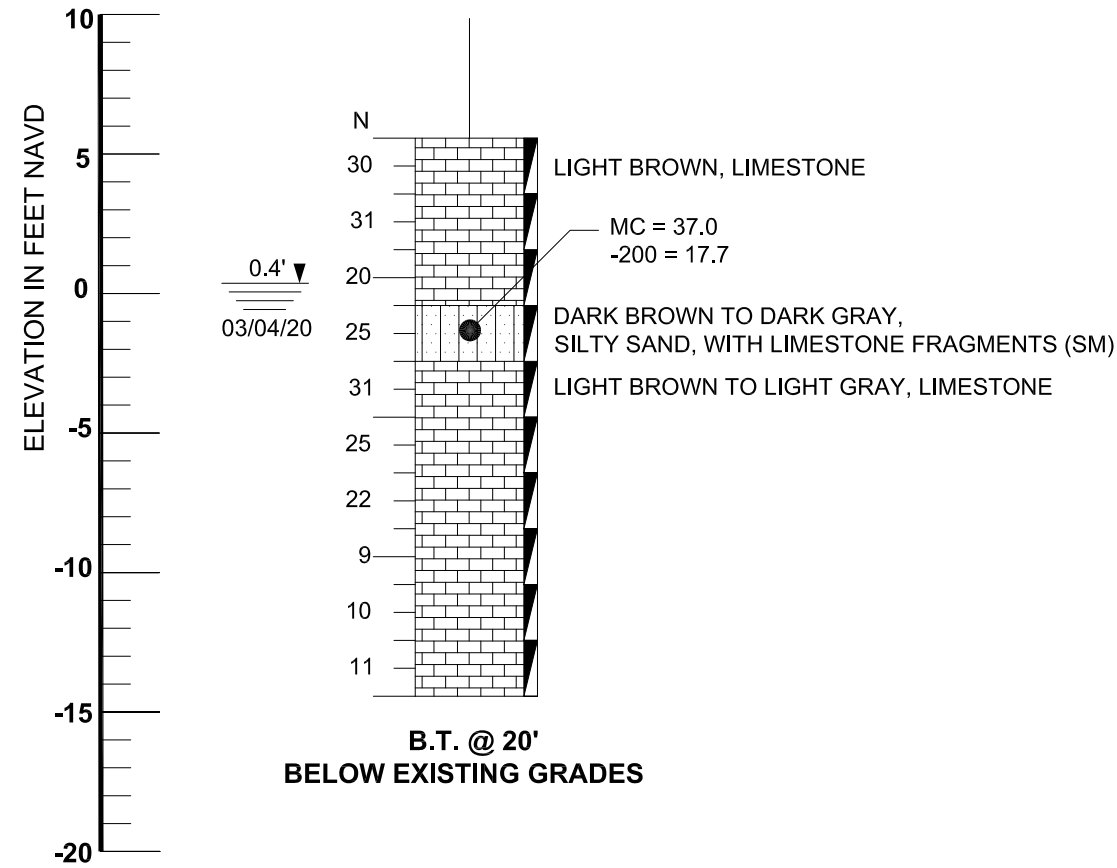 10
5
0
-5
-10
-15
-20
ELEVATION IN FEET NAVD
0.4'
03/04/20
N
30
31
20
25
31
25
22
9
10
11
LIGHT BROWN, LIMESTONE
MC = 37.0
-200 = 17.7
DARK BROWN TO DARK GRAY,
SILTY SAND, WITH LIMESTONE FRAGMENTS (SM)
LIGHT BROWN TO LIGHT GRAY, LIMESTONE
B.T. @ 20'
BELOW EXISTING GRADES